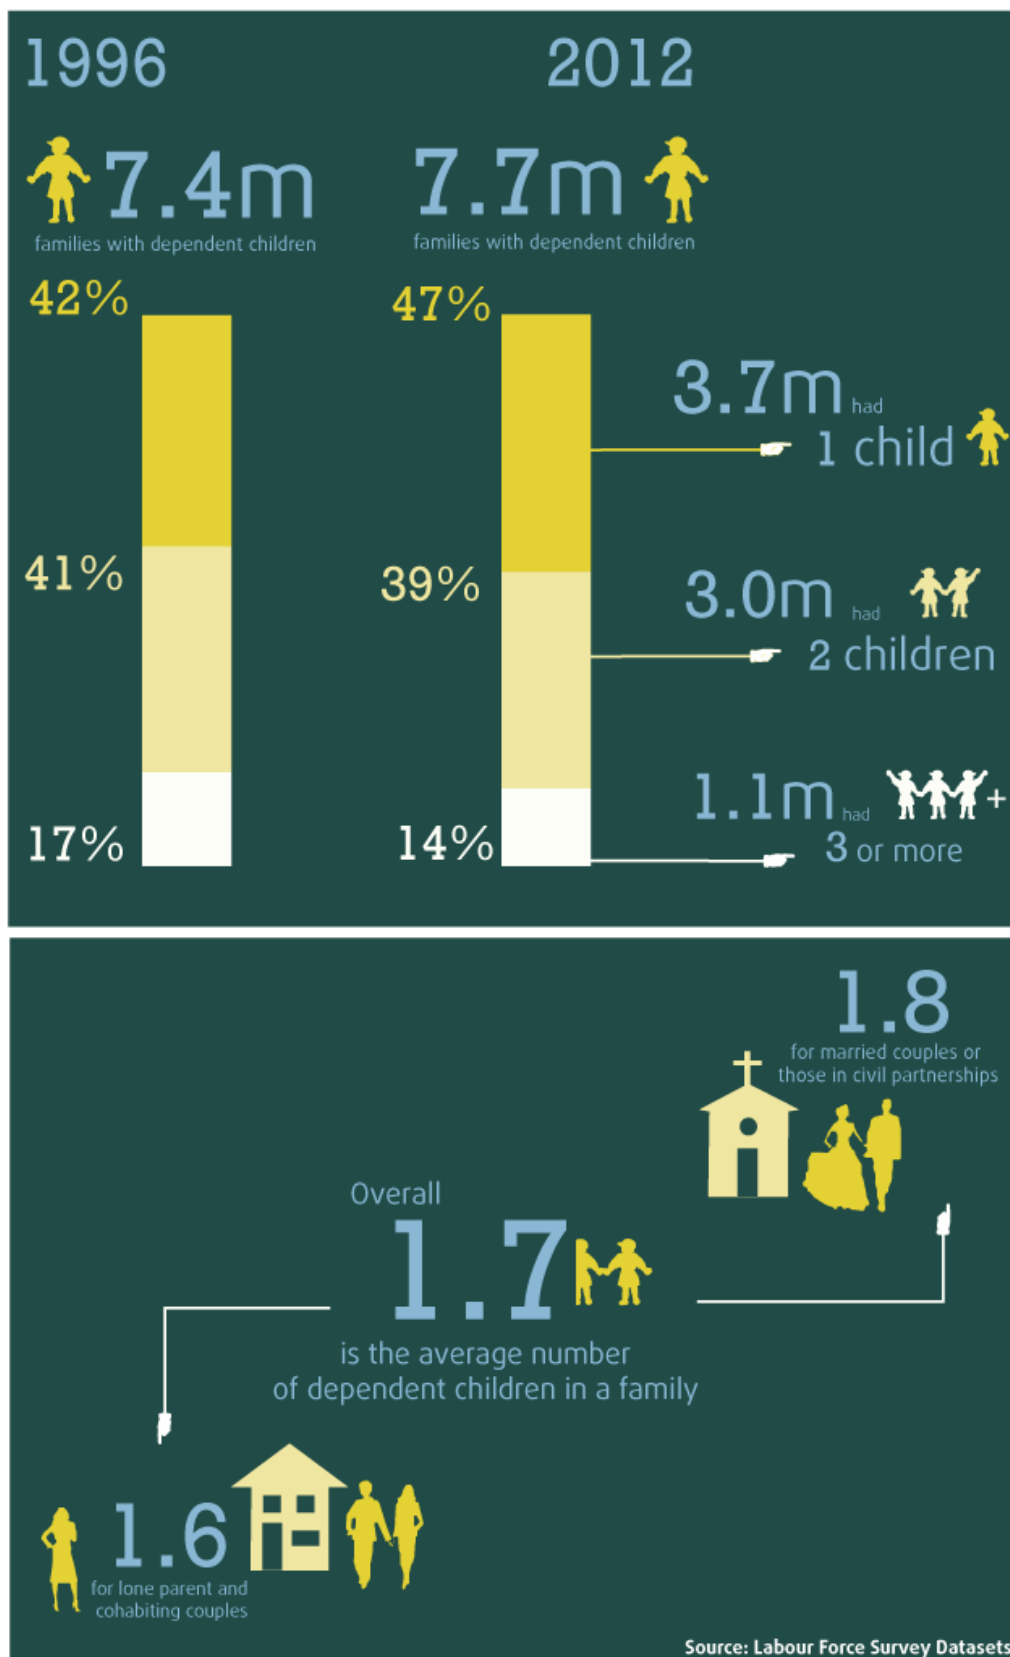 1996
2012
7.4m
families with dependent children
7.7m
families with dependent children
42%
41%
17%
47%
39%
14%
3.7m had
1 child
3.0m had
2 children
1.1m had
+
3 or more
1.8
for married couples or
those in civil partnerships
Overall
1.7
is the average number
of dependent children in a family
1.6
for lone parent and
cohabiting couples
Source: Labour Force Survey Datasets